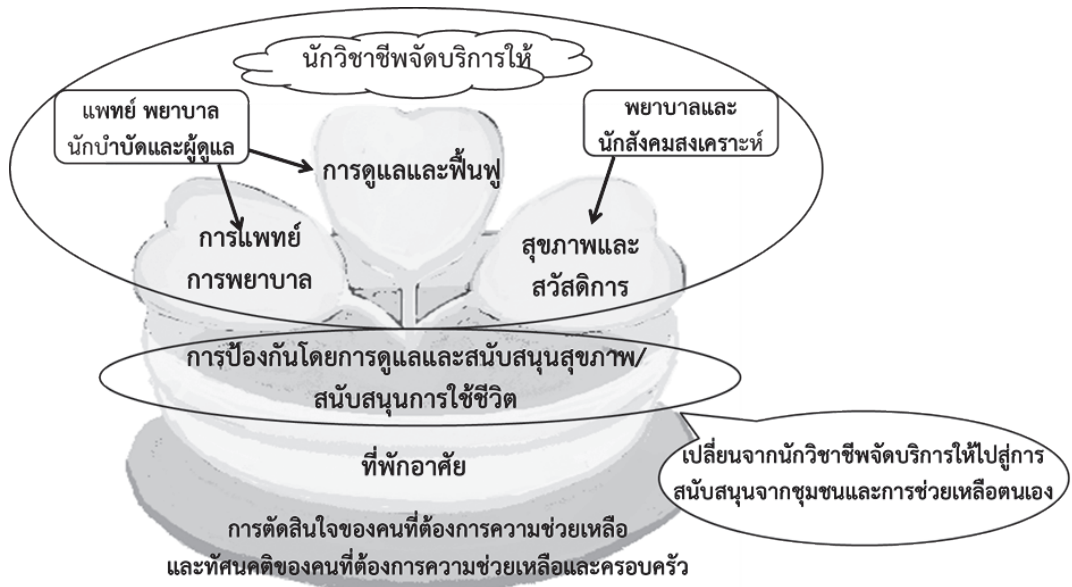 นักวิชาชีพจัดบริการให้
แพทย์ พยาบาล
นักบำบัดและผู้ดูแล
พยาบาลและ
นักสังคมสงเคราะห์
การดูแลและฟื้นฟู
การแพทย์
การพยาบาล
สุขภาพและ
สวัสดิการ
การป้องกันโดยการดูแลและสนับสนุนสุขภาพ/
สนับสนุนการใช้ชีวิต
ที่พักอาศัย
เปลี่ยนจากนักวิชาชีพจัดบริการให้ไปสู่การ
สนับสนุนจากชุมชนและการช่วยเหลือตนเอง
การตัดสินใจของคนที่ต้องการความช่วยเหลือ
และทัศนคติของคนที่ต้องการความช่วยเหลือและครอบครัว